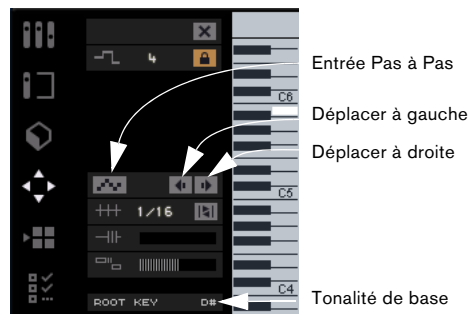 4
Entrée Pas à Pas
C6
Déplacer à gauche
Déplacer à droite
C5
1/16
C4
ROOT KEY D#
Tonalité de base